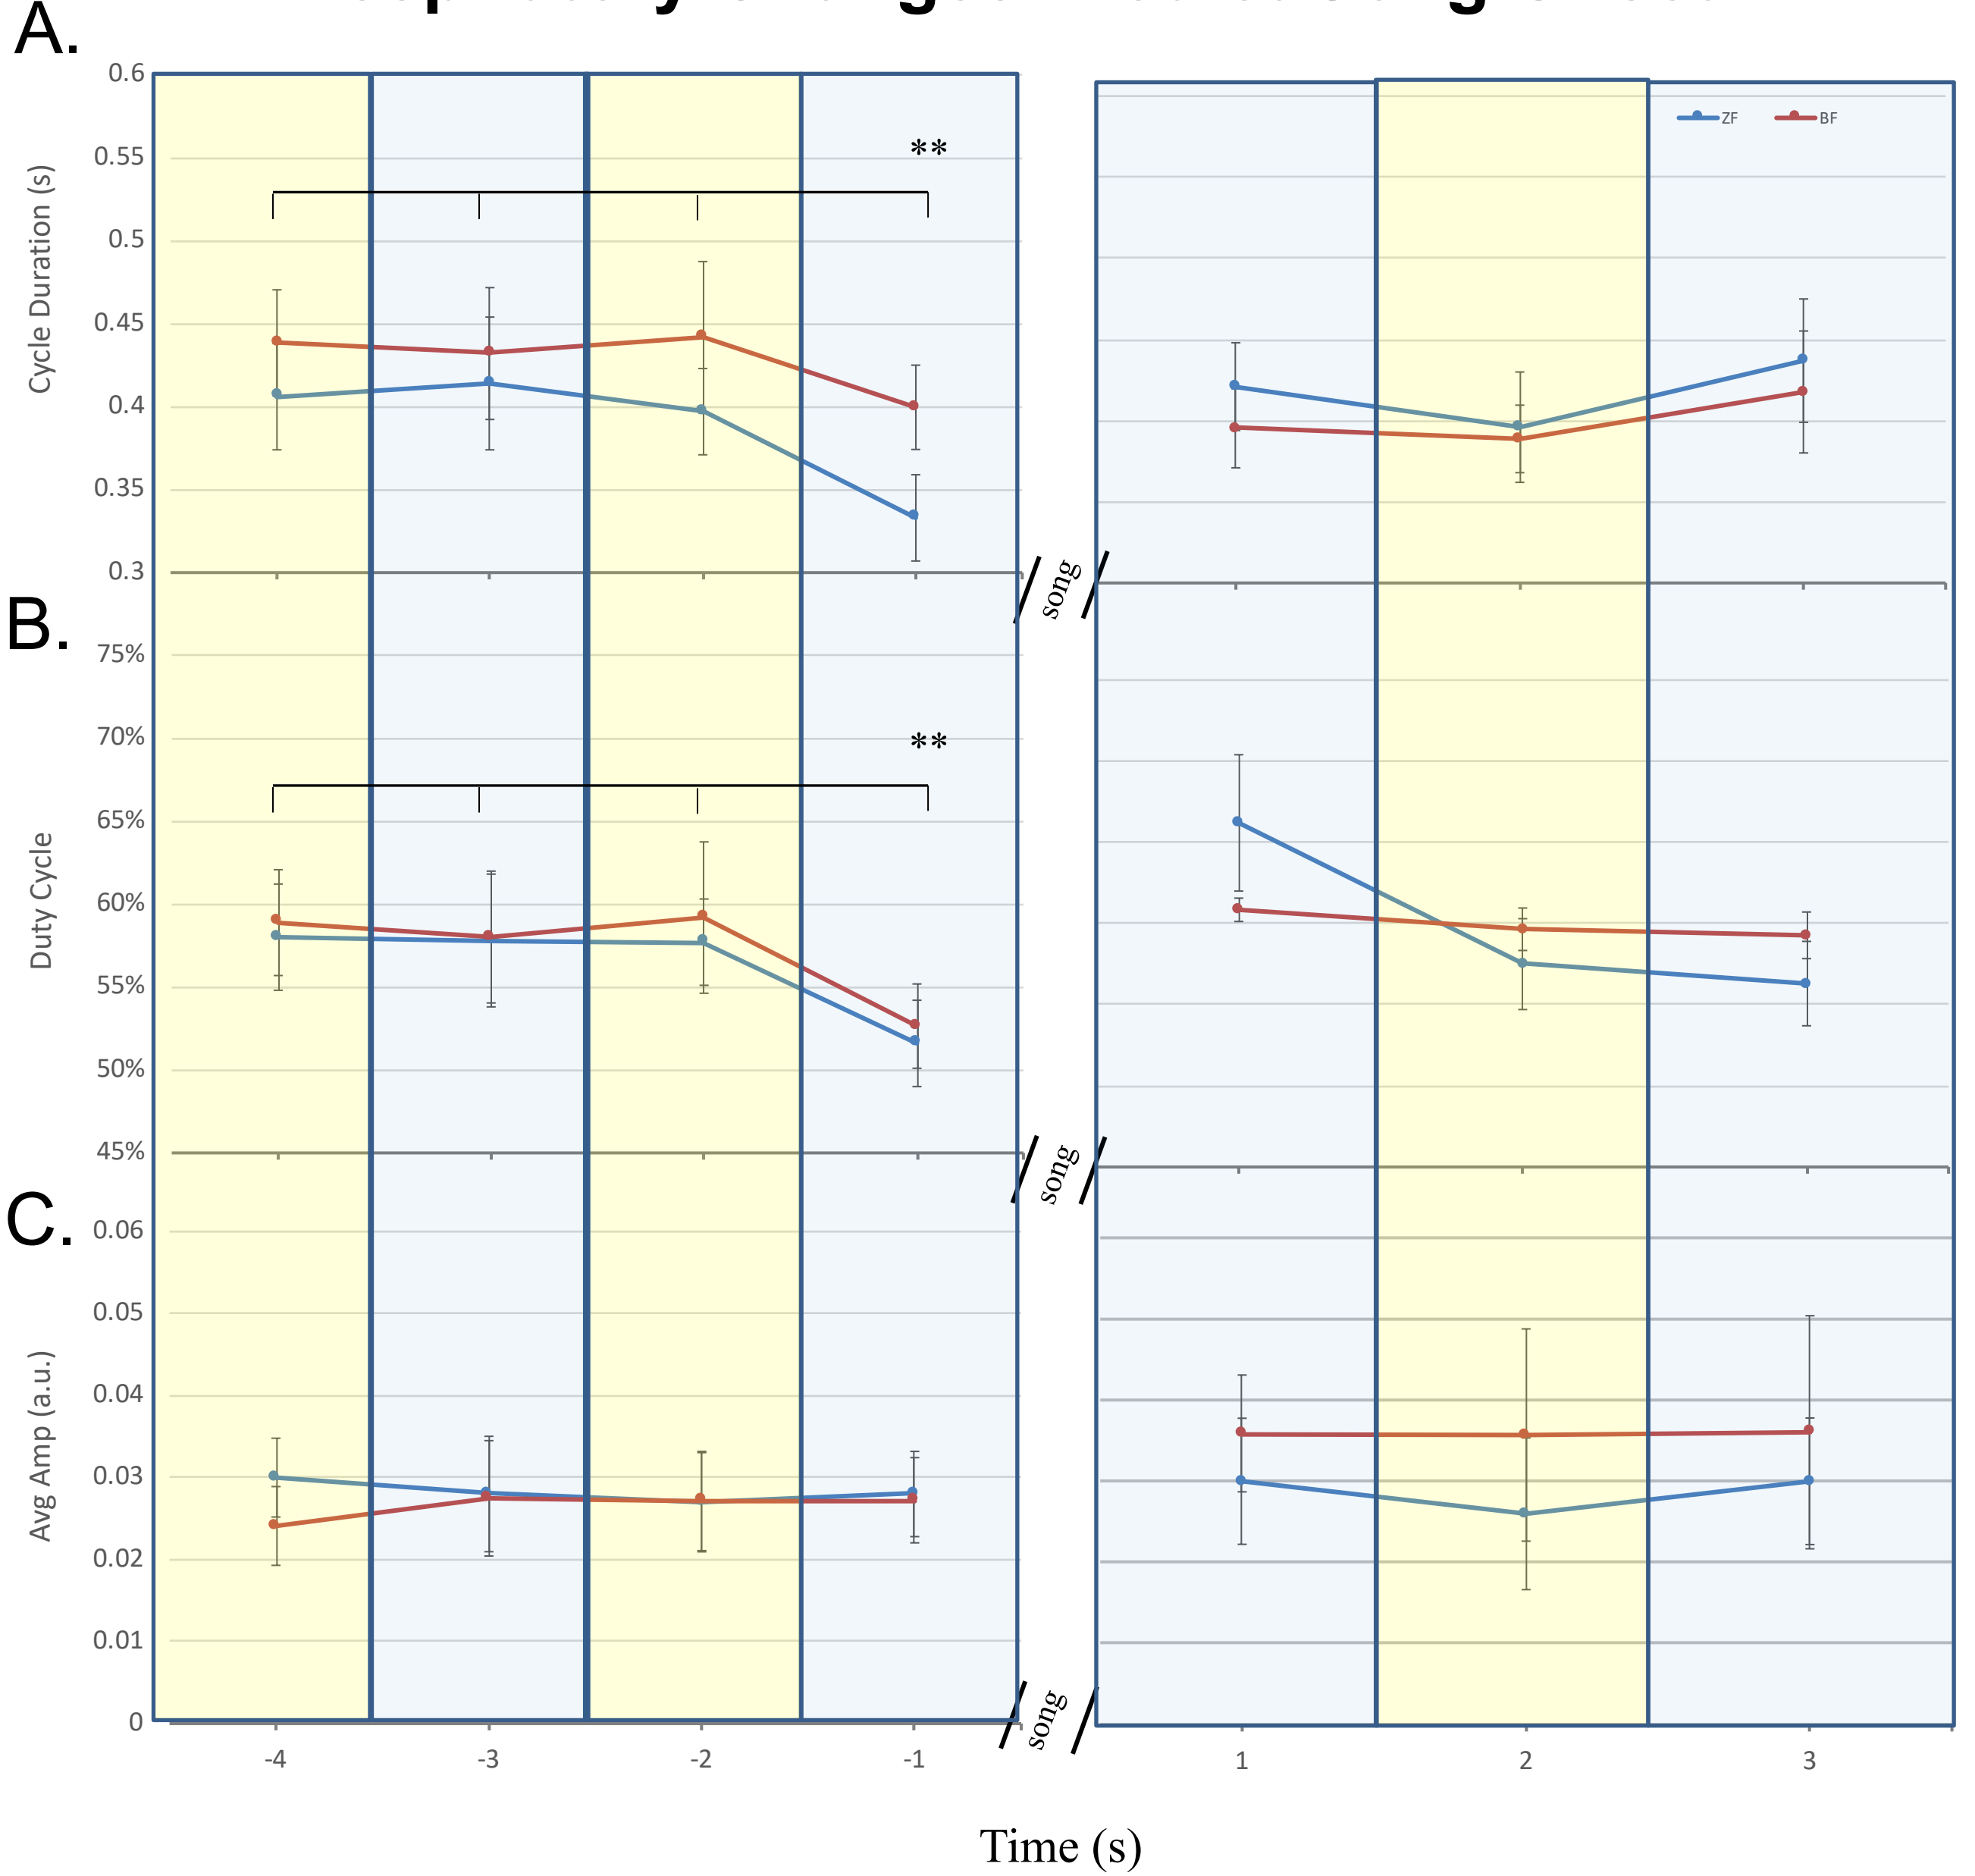 A.
0.6
0.55
0.5
0.45
0.4
0.35
0.3
Cycle Duration (s)
**
ZF BF
song
B.
75%
70%
65%
60%
55%
50%
45%
Duty Cycle
**
song
C.
0.06
0.05
0.04
0.03
0.02
0.01
0
Avg Amp (a.u.)
song
-4 -3 -2 -1 1 2 3
Time (s)